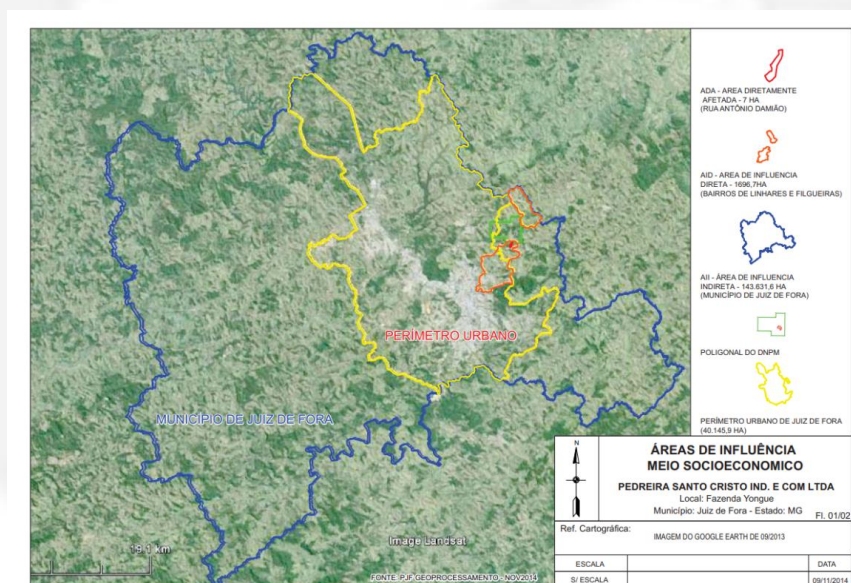 ADA - AREA DIRETAMENTE
AFETADA - 7 HA
(RUA ANTÔNIO DAMIÃO)
AID - AREA DE INFLUENCIA
DIRETA - 1696,7HA
(BAIRROS DE LINHARES E FILGUEIRAS)
AII - ÁREA DE INFLUENCIA
INDIRETA - 143.631,6 HA
(MUNICÍPIO DE JUIZ DE FORA)
POLIGONAL DO DNPM
PERÍMETRO URBANO DE JUIZ DE FORA
(40.145,9 HA)
PERÍMETRO URBANO
MUNICÍPIO DE JUIZ DE FORA
Image Landsat
19.1 km
FONTE: PJF GEOPROCESSAMENTO - NOV2014
N
ÁREAS DE INFLUÊNCIA
MEIO SOCIOECONOMICO
PEDREIRA SANTO CRISTO IND. E COM LTDA
Local: Fazenda Yongue
Município: Juiz de Fora - Estado: MG
Fl. 01/02
Ref. Cartográfica:
IMAGEM DO GOOGLE EARTH DE 09/2013
ESCALA
DATA
S/ ESCALA
09/11/2014